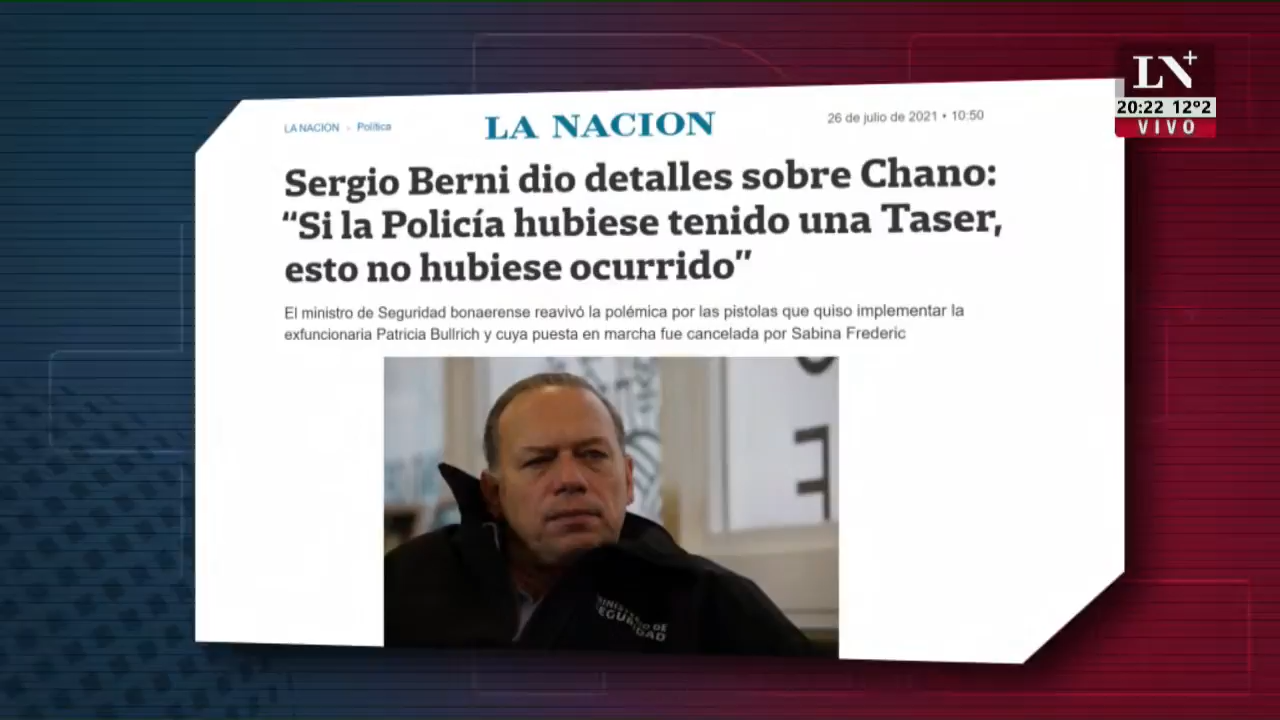 LN+
20:22 12º2
VIVO
LA NACION › Política
LA NACION
26 de julio de 2021 • 10:50
Sergio Berni dio detalles sobre Chano:
“Si la Policía hubiese tenido una Taser,
esto no hubiese ocurrido”
El ministro de Seguridad bonaerense reavivó la polémica por las pistolas que quiso implementar la
exfuncionaria Patricia Bullrich y cuya puesta en marcha fue cancelada por Sabina Frederic
MINISTERIO DE
SEGURIDAD